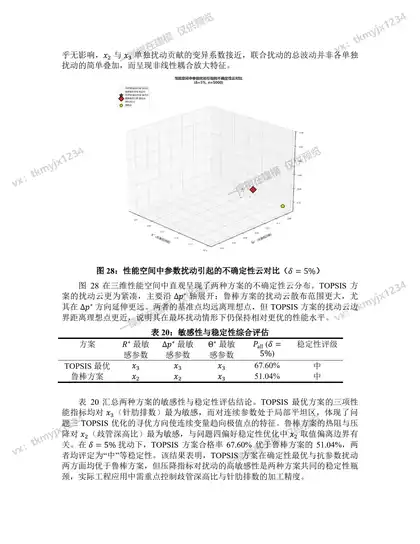 乎无影响，x₂ 与 x₃ 单独扰动贡献的变异系数接近，联合扰动的总波动并非各单独
扰动的简单叠加，而呈现非线性耦合放大特征。
图 28：性能空间中参数扰动引起的不确定性云对比（δ = 5%）
图 28 在三维性能空间中直观呈现了两种方案的不确定性云分布。TOPSIS 方
案的扰动云更为紧凑，主要沿 Δp* 轴展开；鲁棒方案的扰动云散布范围更大，尤
其在 Δp* 方向延伸更远。两者的基准点均远离理想点，但 TOPSIS 方案的扰动云边
界距离理想点更近，说明其在最坏扰动情形下仍保持相对更优的性能水平。
表 20：敏感性与稳定性综合评估
方案 R* 最敏感参数 Δp* 最敏感参数 Θ* 最敏感参数 P_all (δ = 5%) 稳定性评级
TOPSIS 最优 x₃ x₃ x₃ 67.60% 中
鲁棒方案 x₂ x₂ x₃ 51.04% 中
表 20 汇总两种方案的敏感性与稳定性评估结论。TOPSIS 最优方案的三项性
能指标均对 x₃（针肋排数）最为敏感，而对连续参数处于局部平坦区，体现了问
题三 TOPSIS 优化的寻优方向使连续变量趋向极值点的特征。鲁棒方案的热阻与压
降对 x₂（歧管深高比）最为敏感，与问题四偏好稳定性优化中 x₂ 取值偏离边界有
关。在 δ = 5% 扰动下，TOPSIS 方案合格率 67.60% 优于鲁棒方案的 51.04%，两
者均评定为“中”等稳定性。该结果表明，TOPSIS 方案在确定性最优与抗参数扰动
两方面均优于鲁棒方案，但压降指标对扰动的高敏感性是两种方案共同的稳定性瓶
颈，实际工程应用中需重点控制歧管深高比与针肋排数的加工精度。
vx: tkmyjx1234
仅供预览